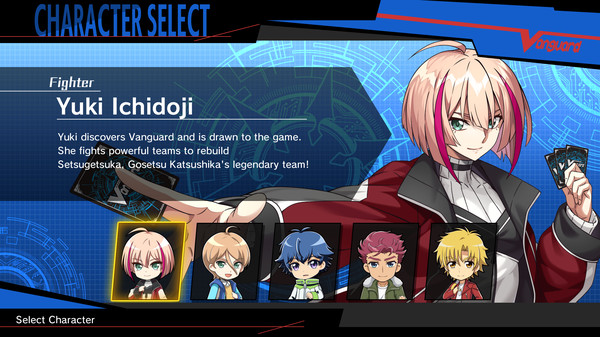 CHARACTER SELECT
Vanguard
Fighter
Yuki Ichidoji
Yuki discovers Vanguard and is drawn to the game.
She fights powerful teams to rebuild
Setsugetsuka, Gosetsu Katsushika's legendary team!
Select Character